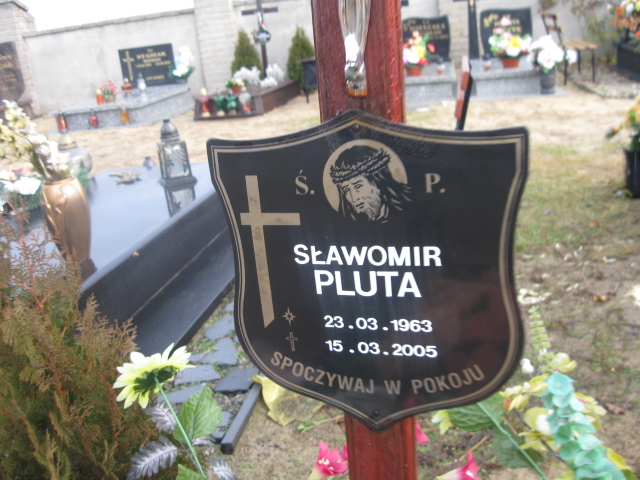 Ś. P.
SŁAWOMIR
PLUTA
23.03.1963
15.03.2005
SPOCZYWAJ W POKOJU